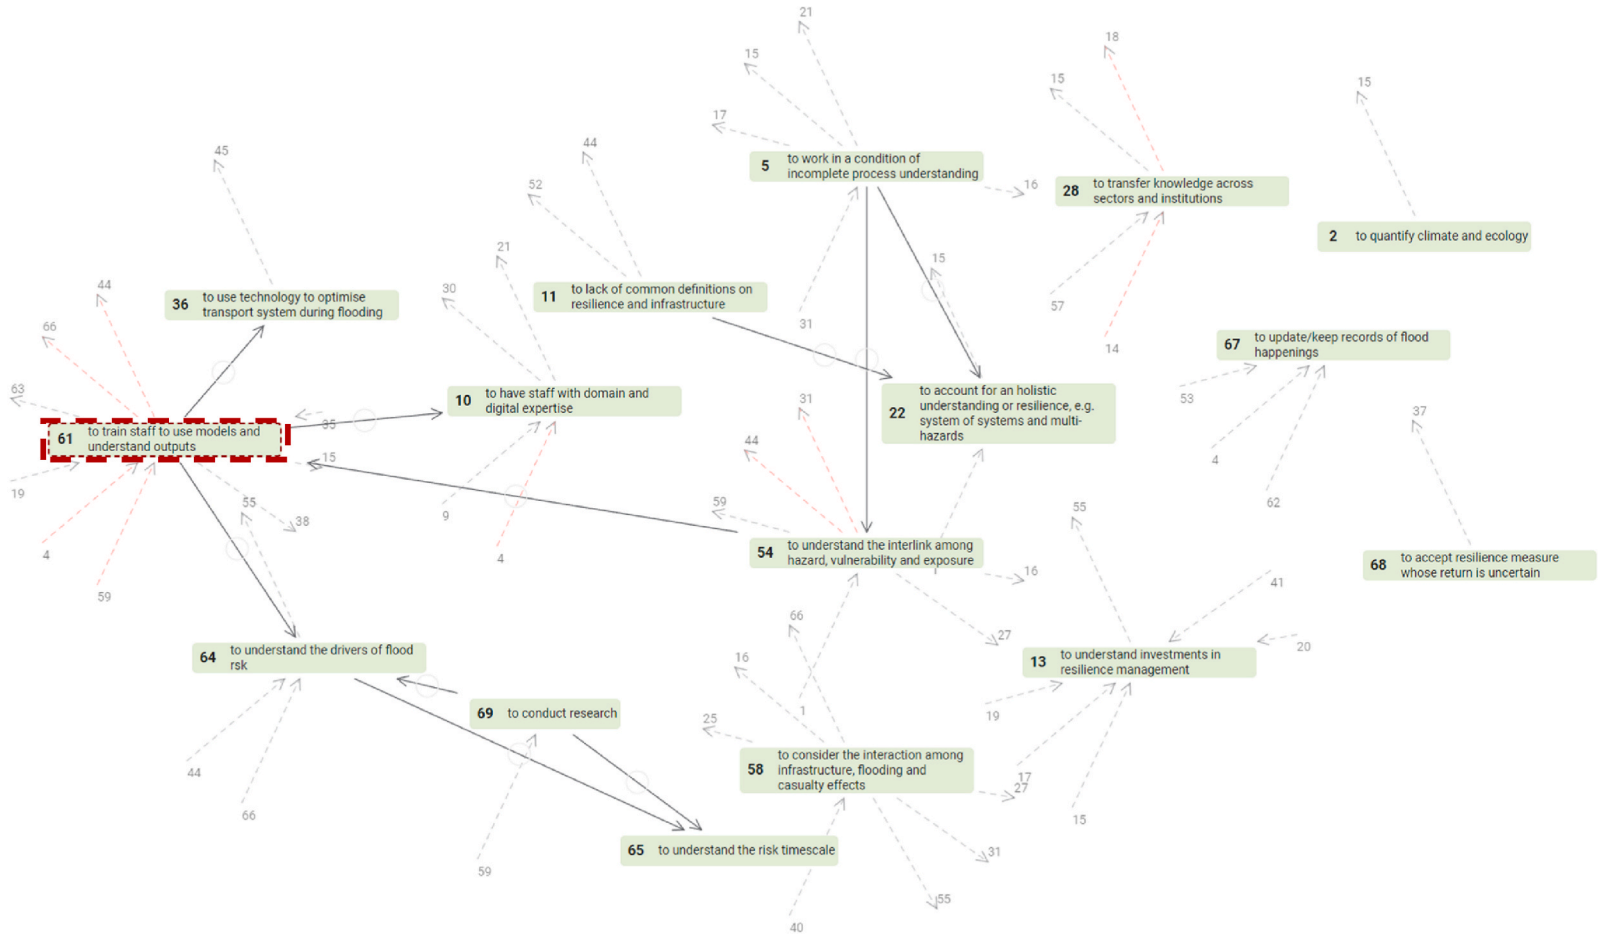 21
18
15
15
15
17
44
45
5 to work in a condition of
incomplete process understanding
16
28 to transfer knowledge across
sectors and institutions
52
2 to quantify climate and ecology
21
15
44
30
36 to use technology to optimise
transport system during flooding
11 to lack of common definitions on
resilience and infrastructure
57
66
31
14
67 to update/keep records of flood
happenings
63
10 to have staff with domain and
digital expertise
22 to account for an holistic
understanding or resilience, e.g.
system of systems and multi-
hazards
31
53
37
35
61 to train staff to use models and
understand outputs
44
15
4
19
55
59
62
55
9
38
4
4
54 to understand the interlink among
hazard, vulnerability and exposure
16
68 to accept resilience measure
whose return is uncertain
41
59
66
27
20
64 to understand the drivers of flood
rsk
16
13 to understand investments in
resilience management
69 to conduct research
1
25
19
44
58 to consider the interaction among
infrastructure, flooding and
casualty effects
17
27
66
15
65 to understand the risk timescale
31
59
55
40